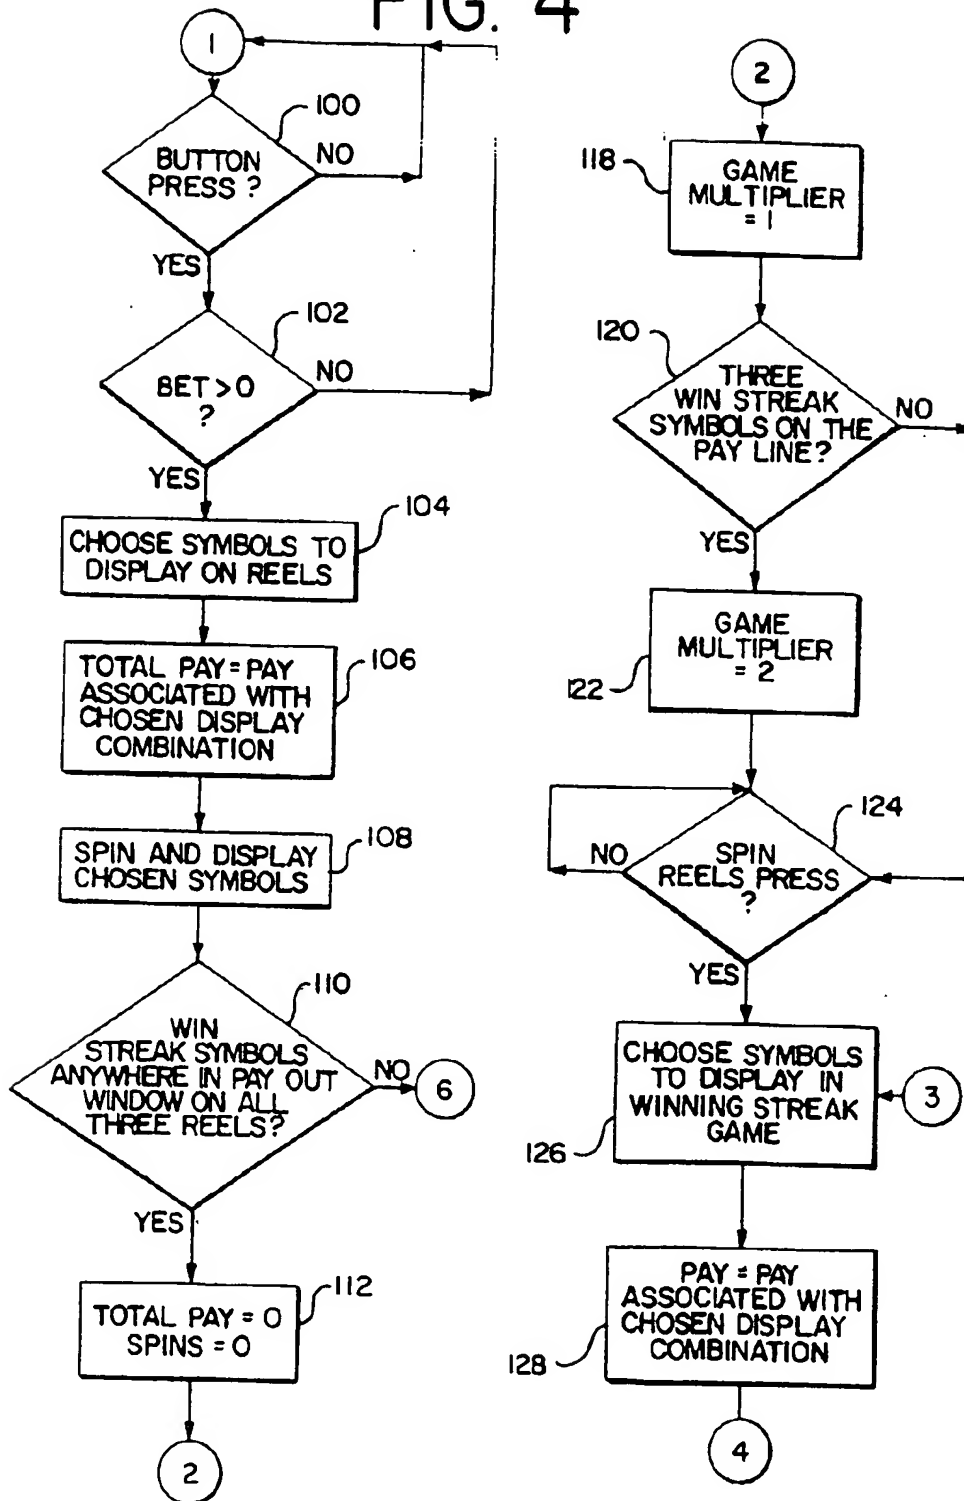 FIG. 4
1
100
BUTTON
PRESS ?
NO
YES
102
BET > 0
?
NO
YES
104
CHOOSE SYMBOLS TO
DISPLAY ON REELS
106
TOTAL PAY = PAY
ASSOCIATED WITH
CHOSEN DISPLAY
COMBINATION
108
SPIN AND DISPLAY
CHOSEN SYMBOLS
110
WIN
STREAK SYMBOLS
ANYWHERE IN PAY OUT
WINDOW ON ALL
THREE REELS?
NO
6
YES
112
TOTAL PAY = 0
SPINS = 0
2
2
118
GAME
MULTIPLIER
= 1
120
THREE
WIN STREAK
SYMBOLS ON THE
PAY LINE?
NO
YES
GAME
MULTIPLIER
= 2
122
124
SPIN
REELS PRESS
?
NO
YES
CHOOSE SYMBOLS
TO DISPLAY IN
WINNING STREAK
GAME
3
126
PAY = PAY
ASSOCIATED WITH
CHOSEN DISPLAY
COMBINATION
128
4